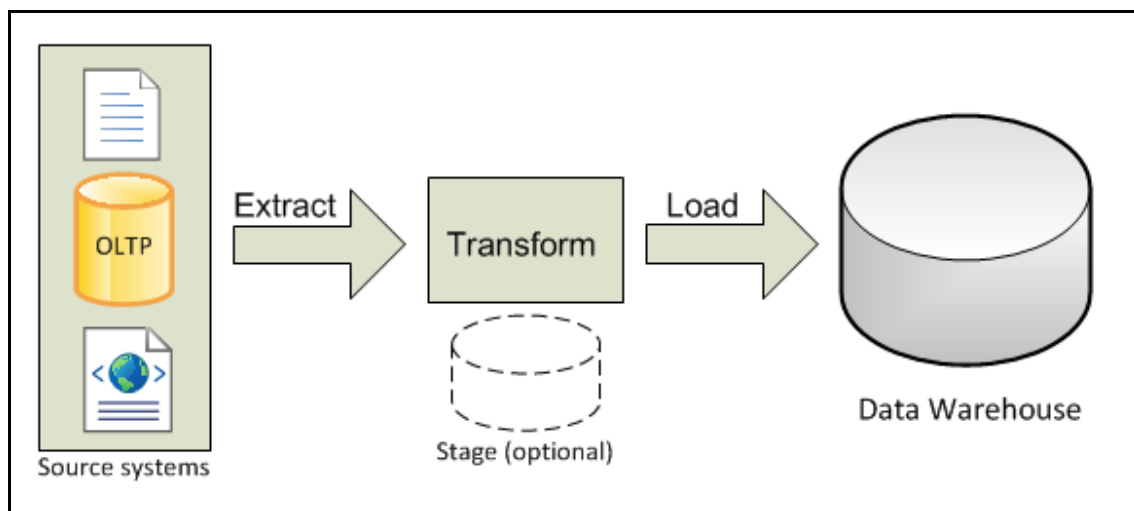 OLTP
Source systems
Extract
Transform
Stage (optional)
Load
Data Warehouse